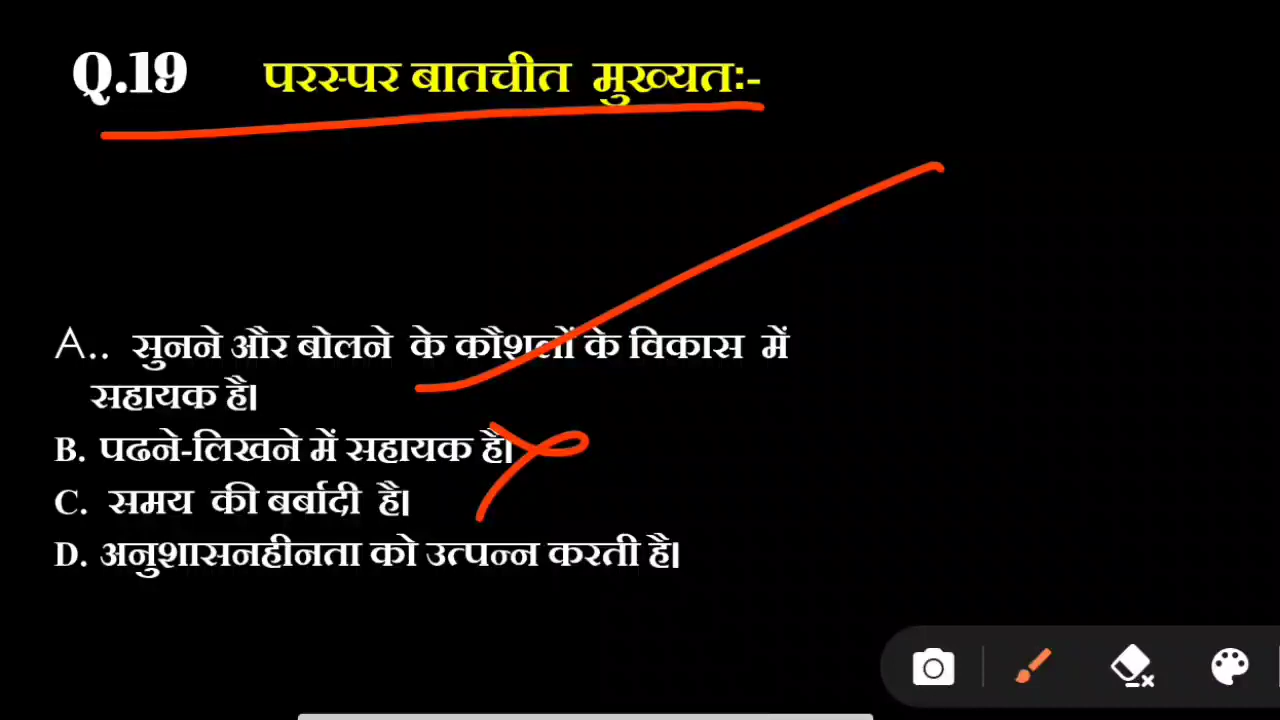 Q.19 परस्पर बातचीत मुख्यतः-
A.. सुनने और बोलने के कौशलों के विकास में
सहायक है।
B. पढने-लिखने में सहायक है।
C. समय की बर्बादी है।
D. अनुशासनहीनता को उत्पन्न करती है।